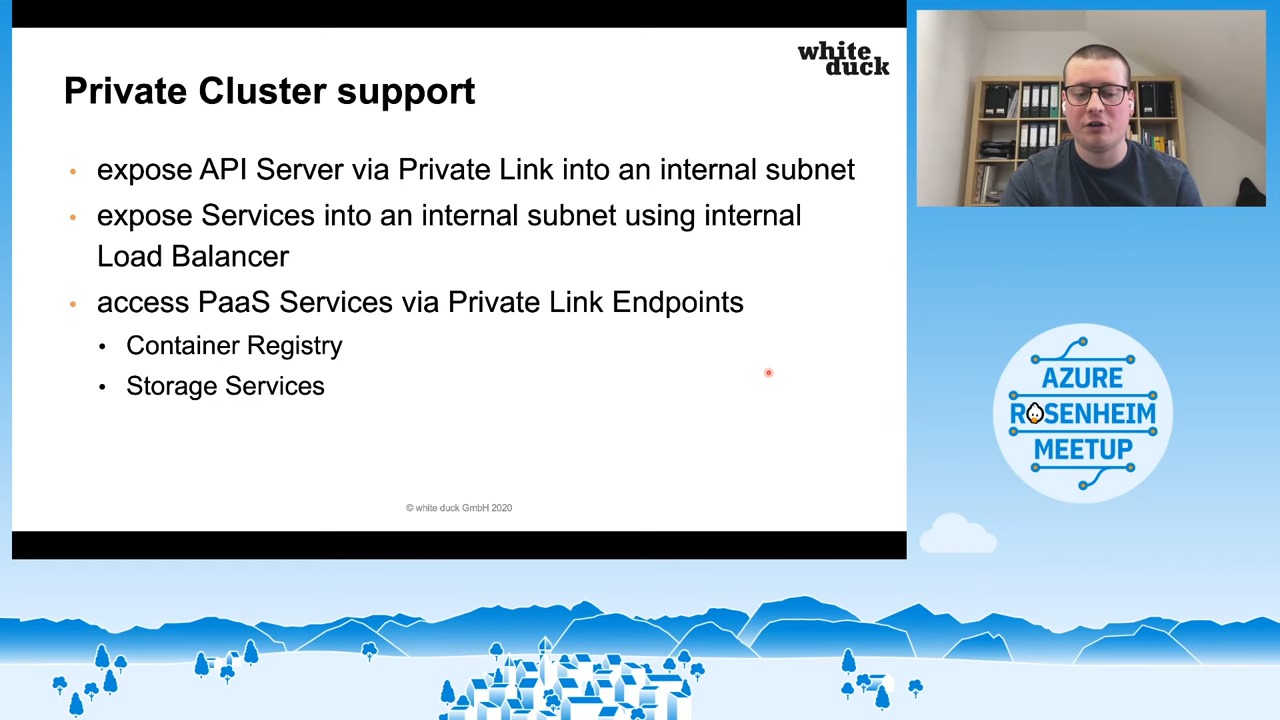 white
duck
Private Cluster support
• expose API Server via Private Link into an internal subnet
• expose Services into an internal subnet using internal
Load Balancer
• access PaaS Services via Private Link Endpoints
• Container Registry
• Storage Services
© white duck GmbH 2020
AZURE
ROSENHEIM
MEETUP